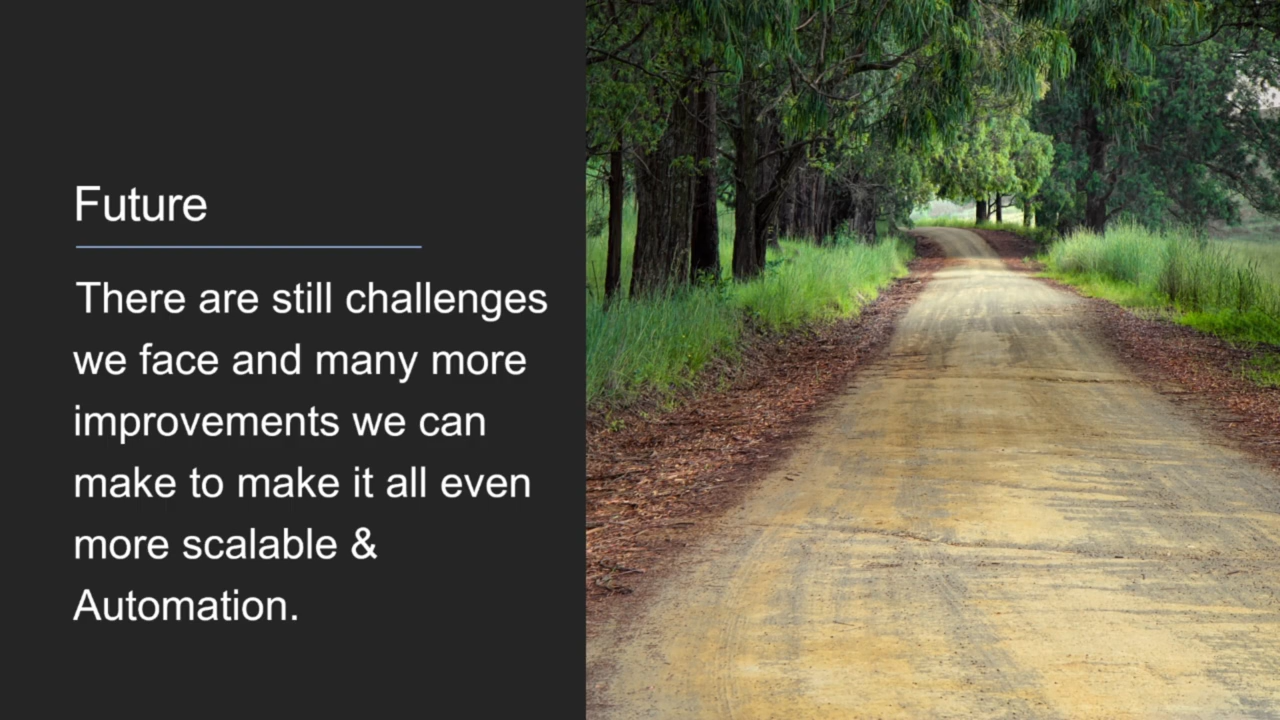 Future
There are still challenges
we face and many more
improvements we can
make to make it all even
more scalable &
Automation.